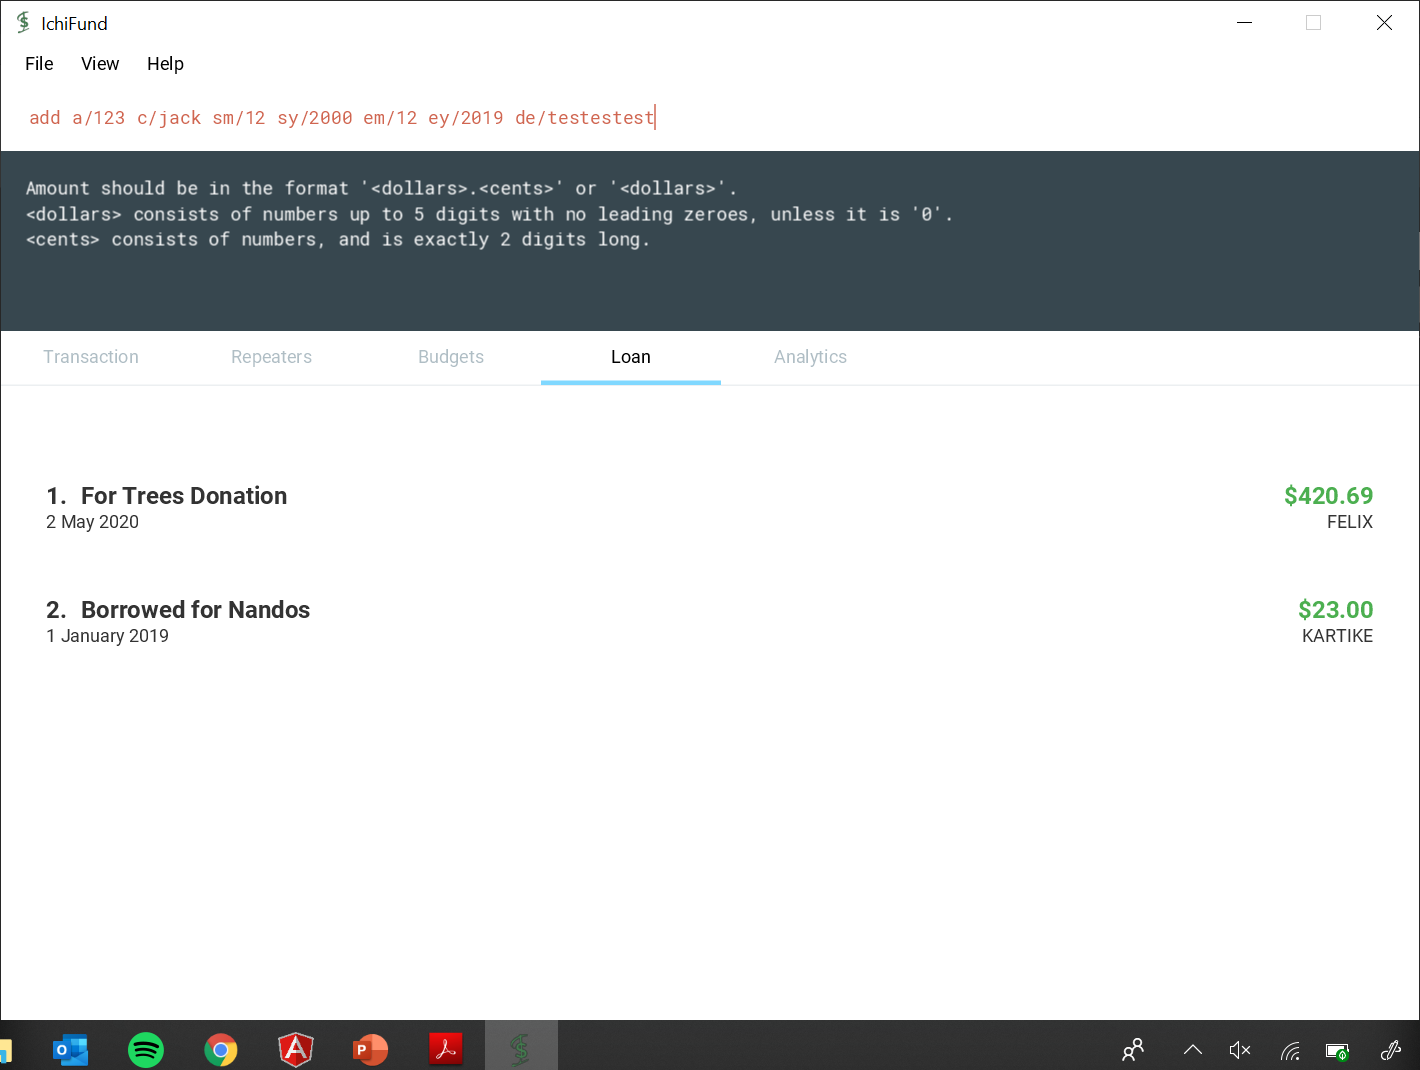 IchiFund
File View Help
add a/123 c/jack sm/12 sy/2000 em/12 ey/2019 de/testestest
Amount should be in the format '<dollars>.<cents>' or '<dollars>'.
<dollars> consists of numbers up to 5 digits with no leading zeroes, unless it is '0'.
<cents> consists of numbers, and is exactly 2 digits long.
Transaction Repeaters Budgets Loan Analytics
1. For Trees Donation $420.69
2 May 2020 FELIX
2. Borrowed for Nandos $23.00
1 January 2019 KARTIKE